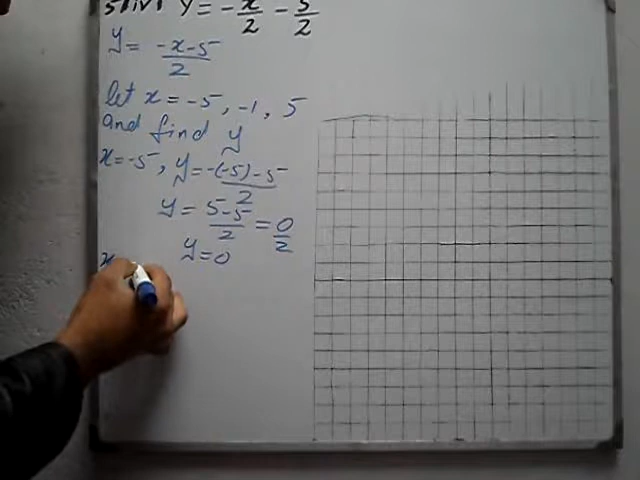 Y = -x/2 - 5/2
y = -x-5/2
let x = -5, -1, 5
and find y
x=-5, y = -(-5)-5/2
y = 5-5/2 = 0/2
y=0
x